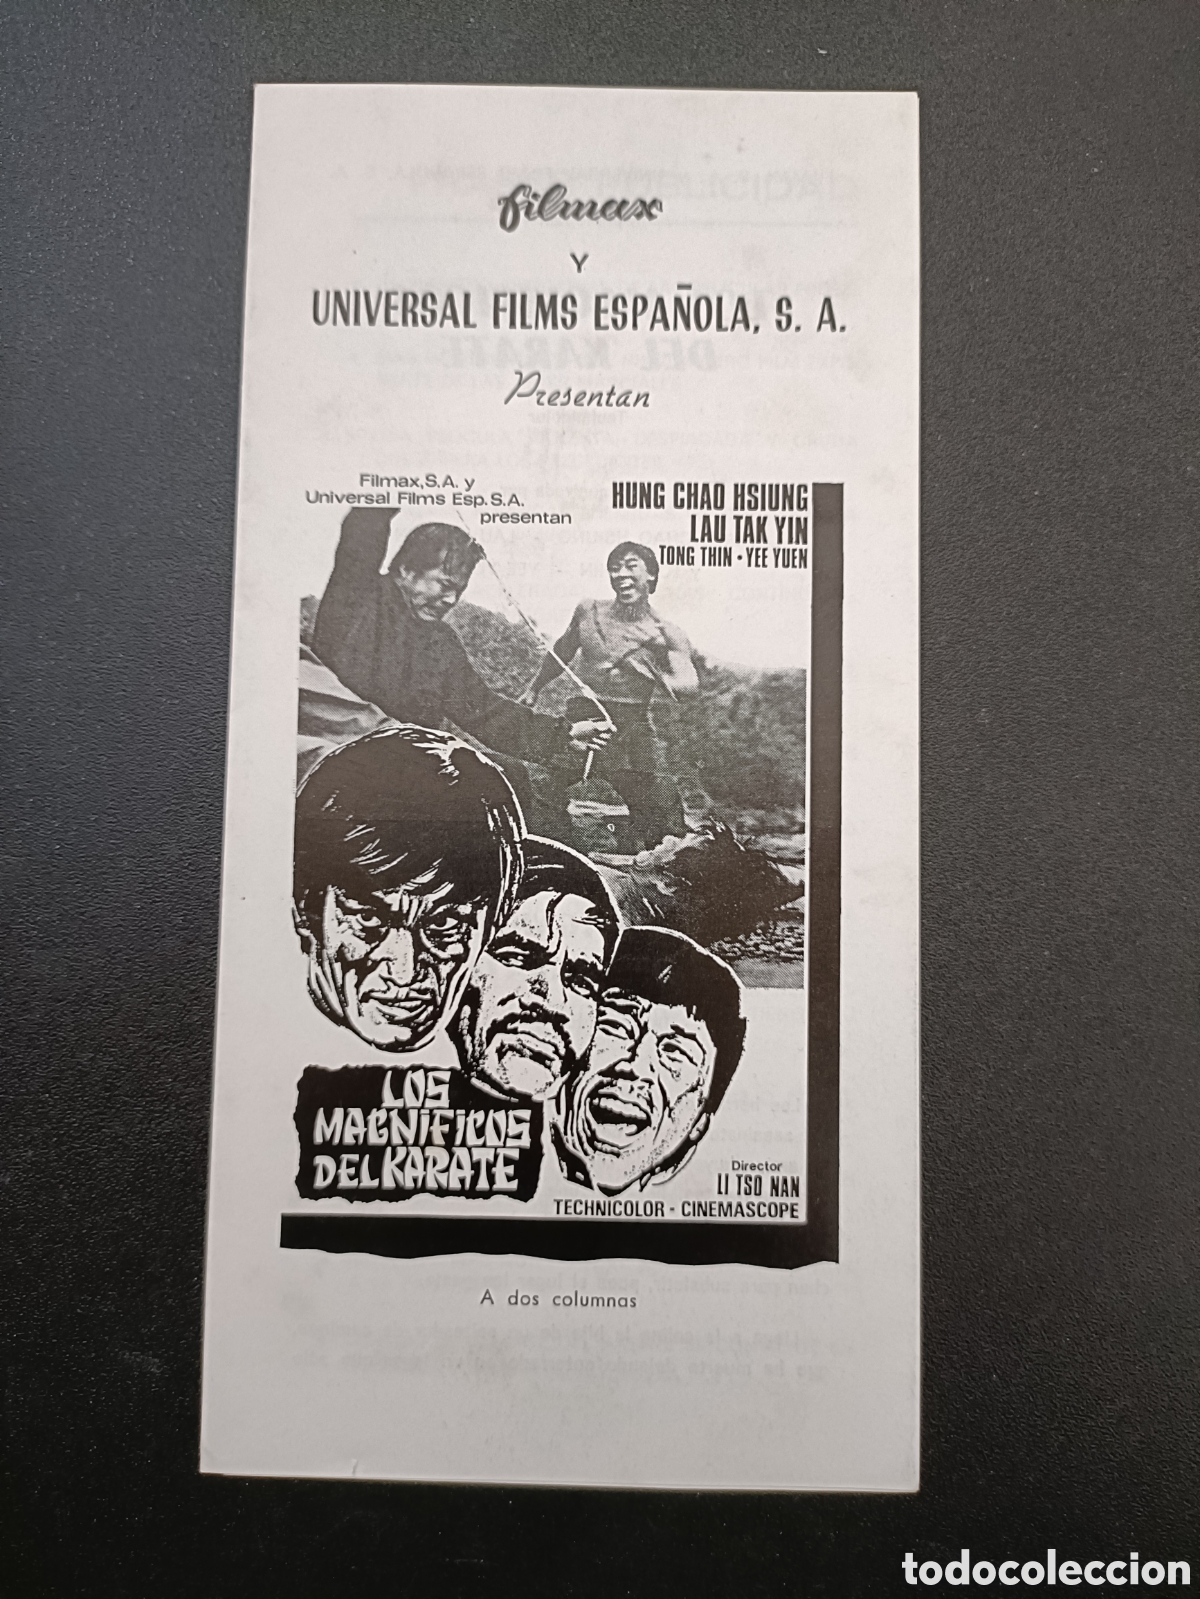 filmax
Y
UNIVERSAL FILMS ESPAÑOLA, S. A.
Presentan
Filmax, S.A. y
Universal Films Esp. S.A.
presentan
HUNG CHAO HSIUNG
LAU TAK YIN
TONG THIN · YEE YUEN
LOS
MAGNIFICOS
DEL KARATE
Director
LI TSO NAN
TECHNICOLOR - CINEMASCOPE
A dos columnas
todocoleccion